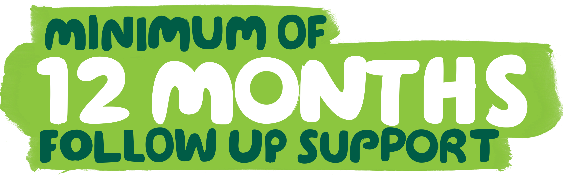 MINIMUM OF
12 MONTHS
FOLLOW UP SUPPORT